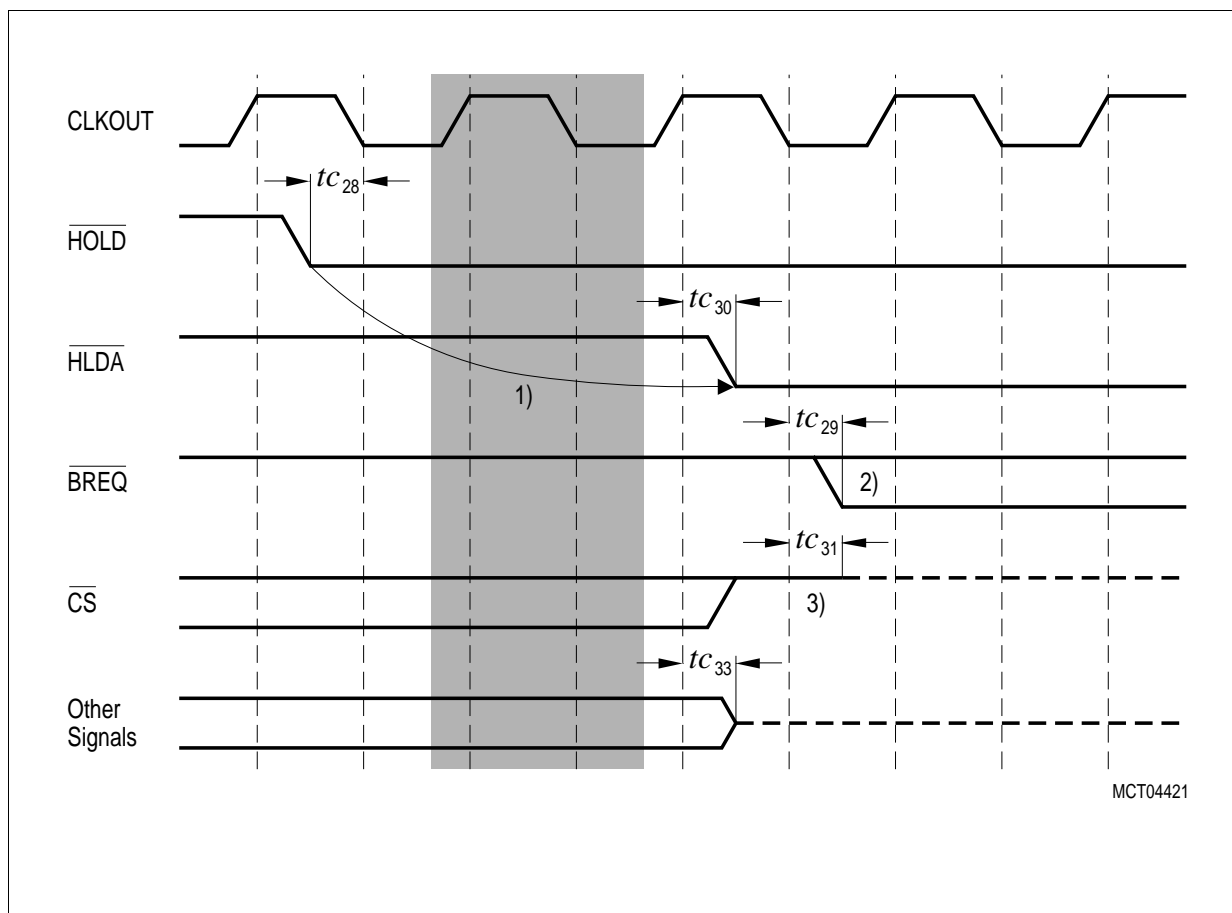 CLKOUT
tc28
HOLD
tc30
HLDA
1)
tc29
BREQ
2)
tc31
CS
3)
tc33
Other
Signals
MCT04421